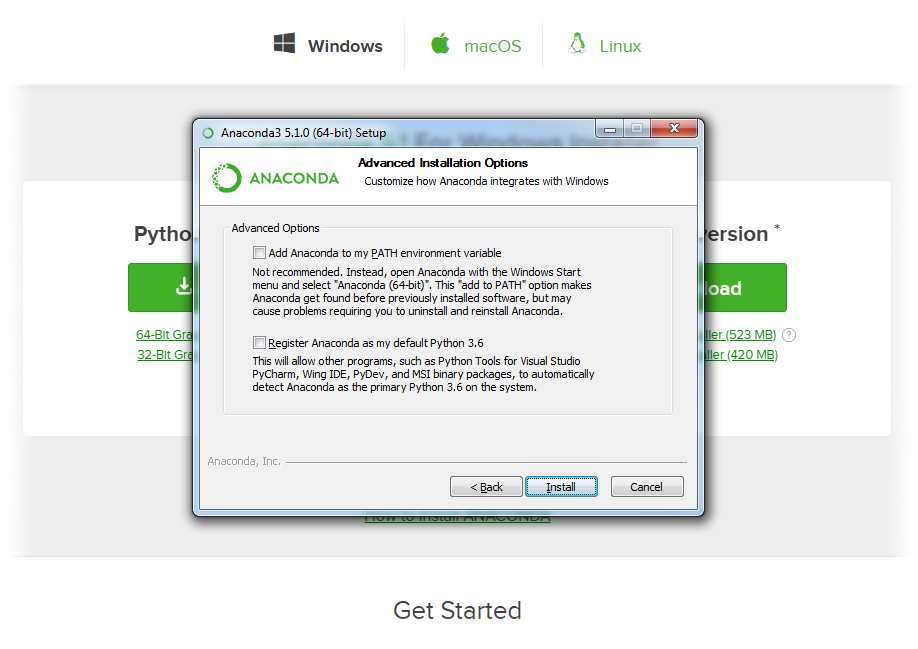 Windows
macOS
Linux
Anaconda3 5.1.0 (64-bit) Setup
For Windows Installer
ANACONDA
Advanced Installation Options
Customize how Anaconda integrates with Windows
Advanced Options
Add Anaconda to my PATH environment variable
Not recommended. Instead, open Anaconda with the Windows Start
menu and select "Anaconda (64-bit)". This "add to PATH" option makes
Anaconda get found before previously installed software, but may
cause problems requiring you to uninstall and reinstall Anaconda.
Register Anaconda as my default Python 3.6
This will allow other programs, such as Python Tools for Visual Studio
PyCharm, Wing IDE, PyDev, and MSI binary packages, to automatically
detect Anaconda as the primary Python 3.6 on the system.
Anaconda, Inc.
< Back
Install
Cancel
Pytho
ersion *
oad
64-Bit Gra
ller (523 MB) ?
32-Bit Gra
ller (420 MB)
How to Install ANACONDA
Get Started